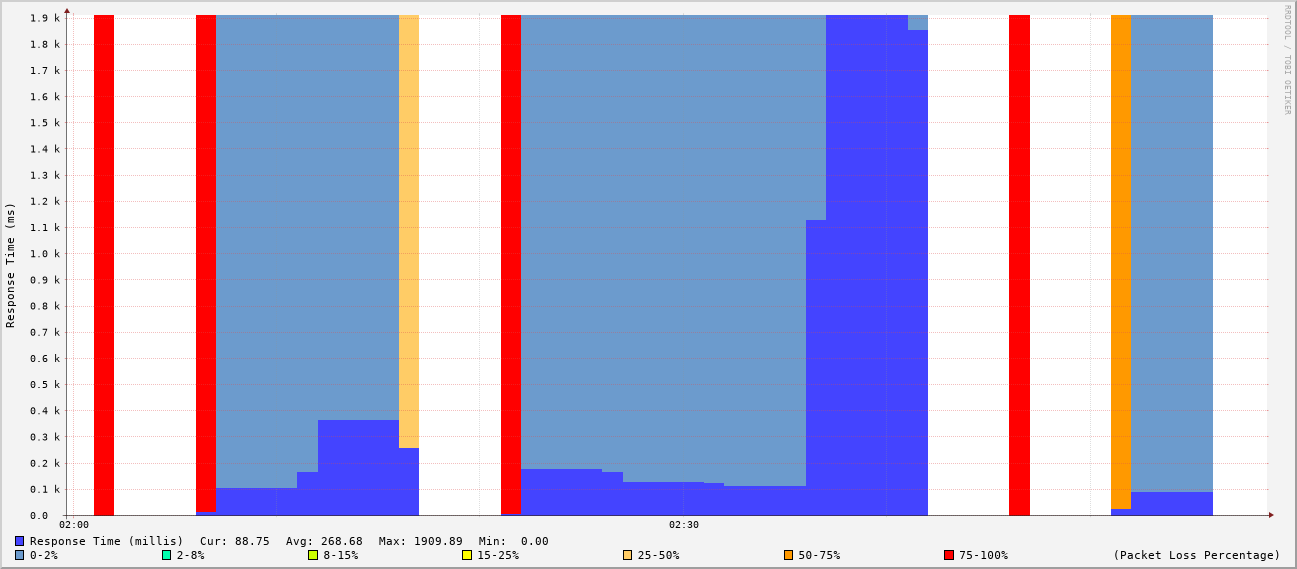 RRDTOOL / TOBI OETIKER
Response Time (ms)
1.9 k
1.8 k
1.7 k
1.6 k
1.5 k
1.4 k
1.3 k
1.2 k
1.1 k
1.0 k
0.9 k
0.8 k
0.7 k
0.6 k
0.5 k
0.4 k
0.3 k
0.2 k
0.1 k
0.0
02:00 02:30
Response Time (millis) Cur: 88.75 Avg: 268.68 Max: 1909.89 Min: 0.00
0-2% 2-8% 8-15% 15-25% 25-50% 50-75% 75-100% (Packet Loss Percentage)